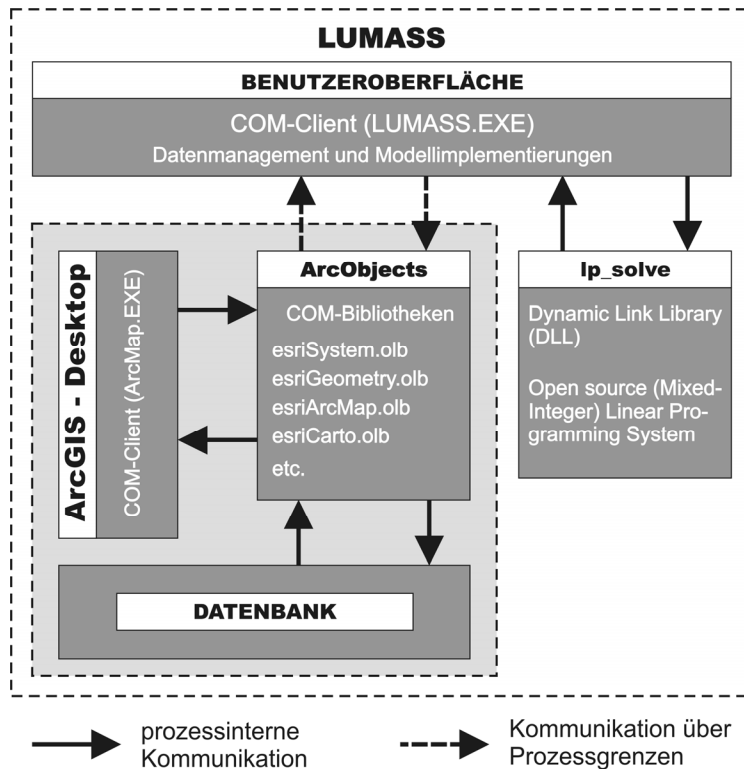 LUMASS
BENUTZEROBERFLÄCHE
COM-Client (LUMASS.EXE)
Datenmanagement und Modellimplementierungen
ArcGIS - Desktop
COM-Client (ArcMap.EXE)
ArcObjects
COM-Bibliotheken
esriSystem.olb
esriGeometry.olb
esriArcMap.olb
esriCarto.olb
etc.
lp_solve
Dynamic Link Library
(DLL)
Open source (Mixed-
Integer) Linear Pro-
gramming System
DATENBANK
prozessinterne
Kommunikation
Kommunikation über
Prozessgrenzen